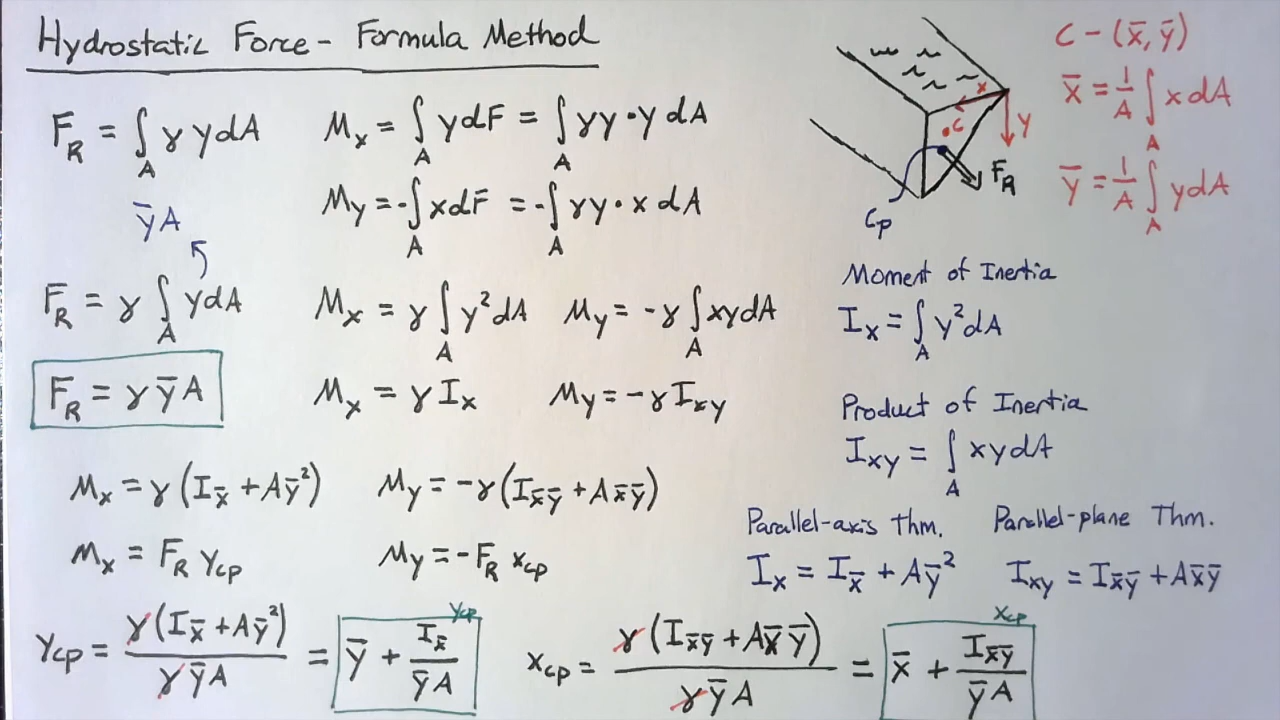 Hydrostatic Force - Formula Method
F_R = ∫_A γ y dA
M_x = ∫_A y dF = ∫_A γy · y dA
M_y = -∫_A x dF = -∫_A γy · x dA
ȳA
F_R = γ ∫_A y dA
M_x = γ ∫_A y² dA
M_y = -γ ∫_A xy dA
F_R = γ ȳ A
M_x = γ I_x
M_y = -γ I_xy
M_x = γ (I_x̄ + Aȳ²)
M_y = -γ (I_x̄ȳ + A x̄ȳ)
M_x = F_R y_cp
M_y = -F_R x_cp
y_cp = γ(I_x̄ + Aȳ²) / γȳA = ȳ + I_x̄ / ȳA
y_cp
x_cp = γ(I_x̄ȳ + A x̄ ȳ) / γȳA = x̄ + I_x̄ȳ / ȳA
x_cp
x
y
C
F_R
C_p
C - (x̄, ȳ)
x̄ = 1/A ∫_A x dA
ȳ = 1/A ∫_A y dA
Moment of Inertia
I_x = ∫_A y² dA
Product of Inertia
I_xy = ∫_A xy dA
Parallel-axis Thm.
I_x = I_x̄ + Aȳ²
Parallel-plane Thm.
I_xy = I_x̄ȳ + A x̄ȳ